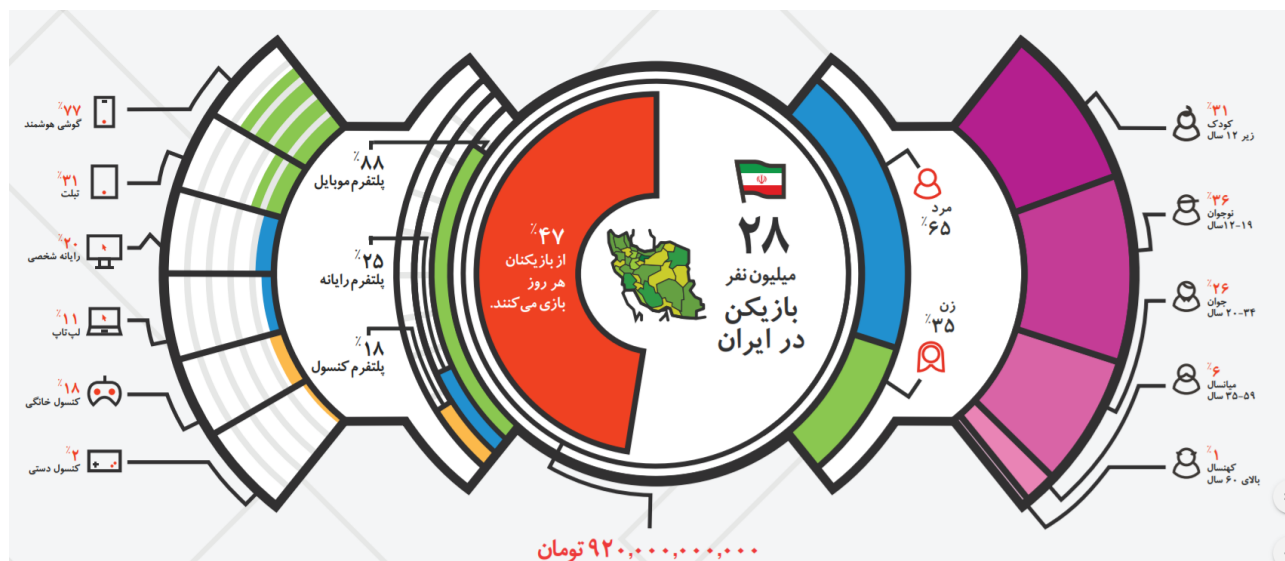 ٪۳۱
کودک
زیر ۱۲ سال
٪۳۶
نوجوان
۱۲-۱۹سال
٪۲۶
جوان
۲۰-۳۴ سال
٪۶
میانسال
۳۵-۵۹ سال
٪۱
کهنسال
بالای ۶۰ سال
مرد
٪۶۵
زن
٪۳۵
۲۸
میلیون نفر
بازیکن
در ایران
٪۴۷
از بازیکنان
هر روز
بازی می‌کنند.
٪۸۸
پلتفرم موبایل
٪۲۵
پلتفرم رایانه
٪۱۸
پلتفرم کنسول
٪۷۷
گوشی هوشمند
٪۳۱
تبلت
٪۲۰
رایانه شخصی
٪۱۱
لپ‌تاپ
٪۱۸
کنسول خانگی
٪۲
کنسول دستی
۹۲۰,۰۰۰,۰۰۰,۰۰۰ تومان